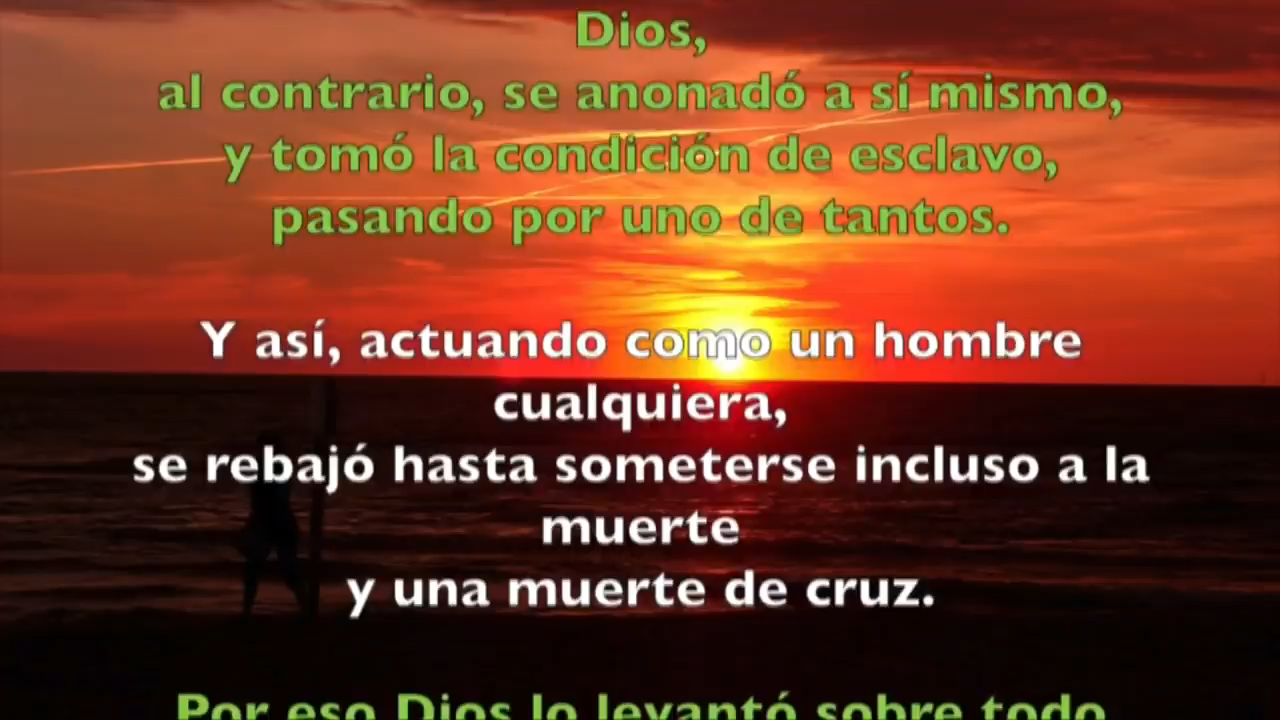 Dios,
al contrario, se anonadó a sí mismo,
y tomó la condición de esclavo,
pasando por uno de tantos.
Y así, actuando como un hombre
cualquiera,
se rebajó hasta someterse incluso a la
muerte
y una muerte de cruz.
Por eso Dios lo levantó sobre todo